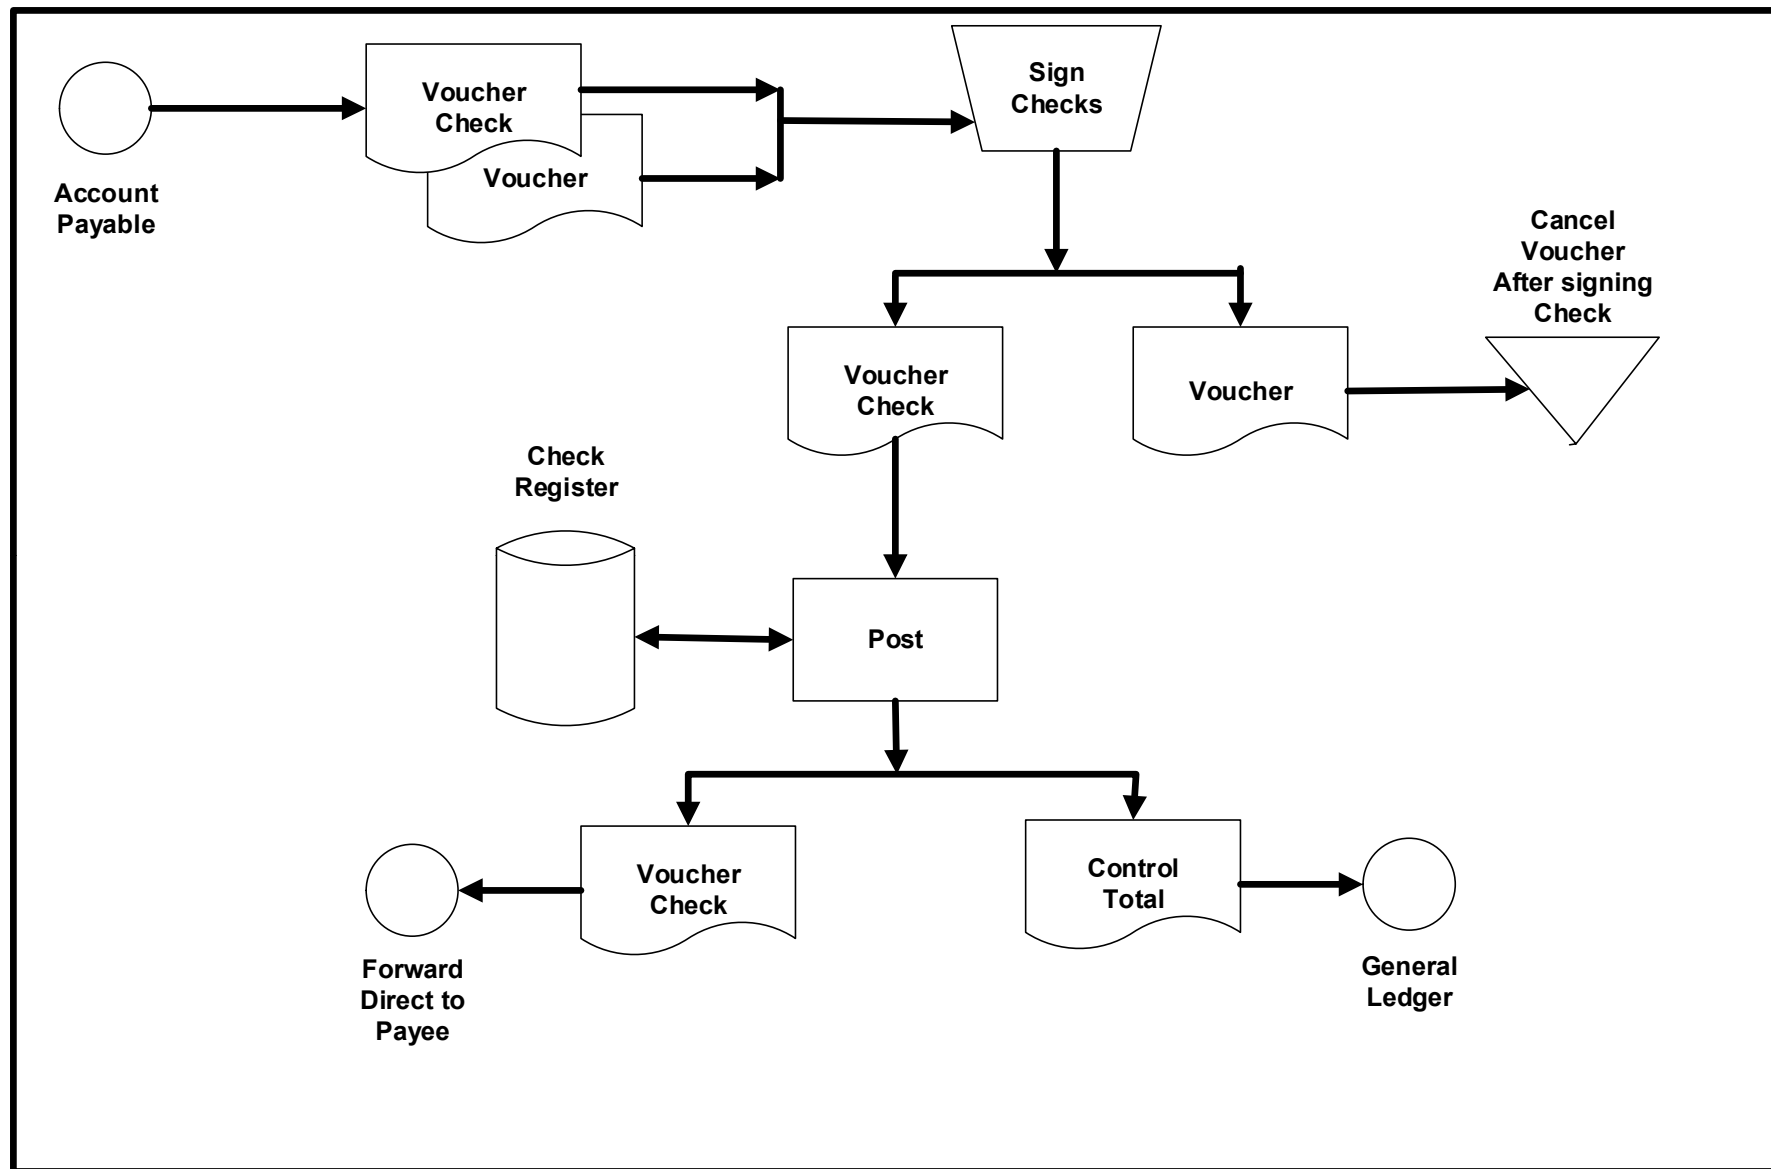 Voucher
Check
Voucher
Account
Payable
Sign
Checks
Cancel
Voucher
After signing
Check
Voucher
Check
Voucher
Check
Register
Post
Voucher
Check
Control
Total
Forward
Direct to
Payee
General
Ledger